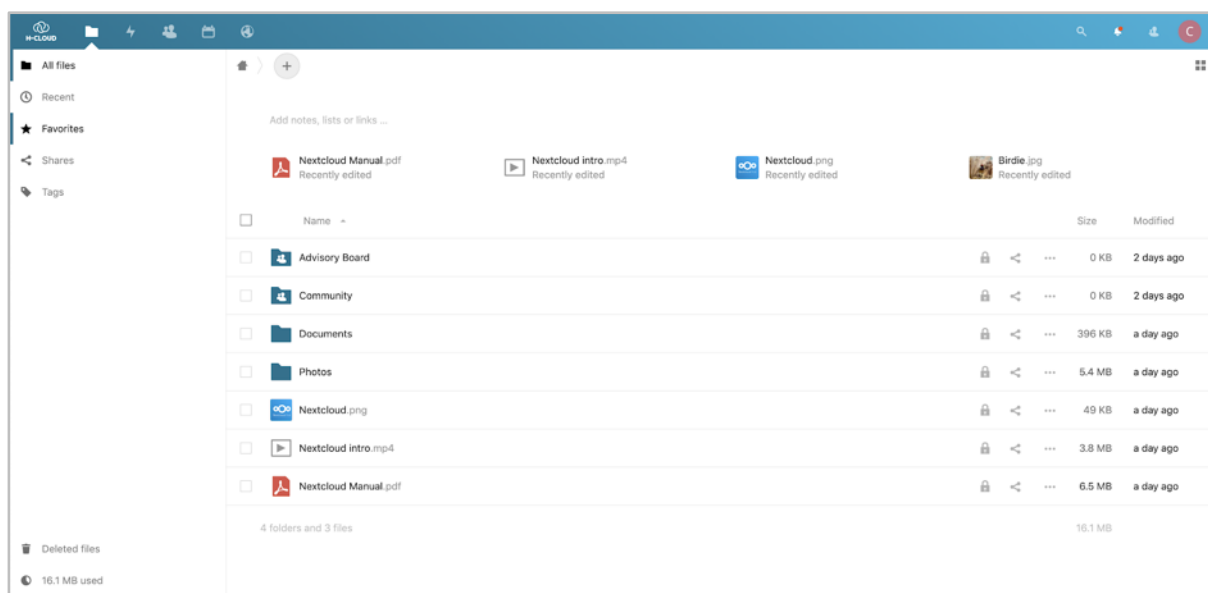 H-CLOUD
C
All files
Recent
Favorites
Shares
Tags
Add notes, lists or links ...
Nextcloud Manual.pdf
Recently edited
Nextcloud intro.mp4
Recently edited
Nextcloud.png
Recently edited
Birdie.jpg
Recently edited
Name Size Modified
Advisory Board 0 KB 2 days ago
Community 0 KB 2 days ago
Documents 396 KB a day ago
Photos 5.4 MB a day ago
Nextcloud.png 49 KB a day ago
Nextcloud intro.mp4 3.8 MB a day ago
Nextcloud Manual.pdf 6.5 MB a day ago
4 folders and 3 files 16.1 MB
Deleted files
16.1 MB used